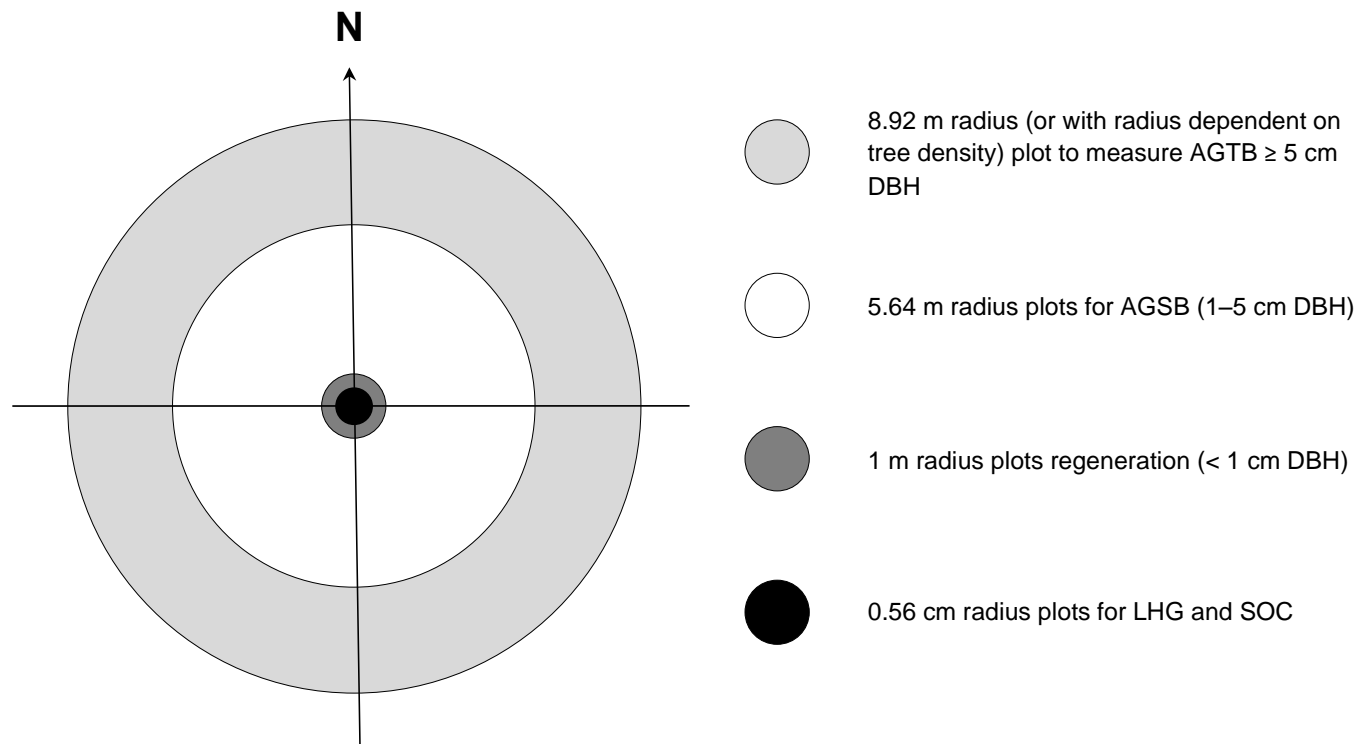 N
8.92 m radius (or with radius dependent on
tree density) plot to measure AGTB ≥ 5 cm
DBH
5.64 m radius plots for AGSB (1–5 cm DBH)
1 m radius plots regeneration (< 1 cm DBH)
0.56 cm radius plots for LHG and SOC